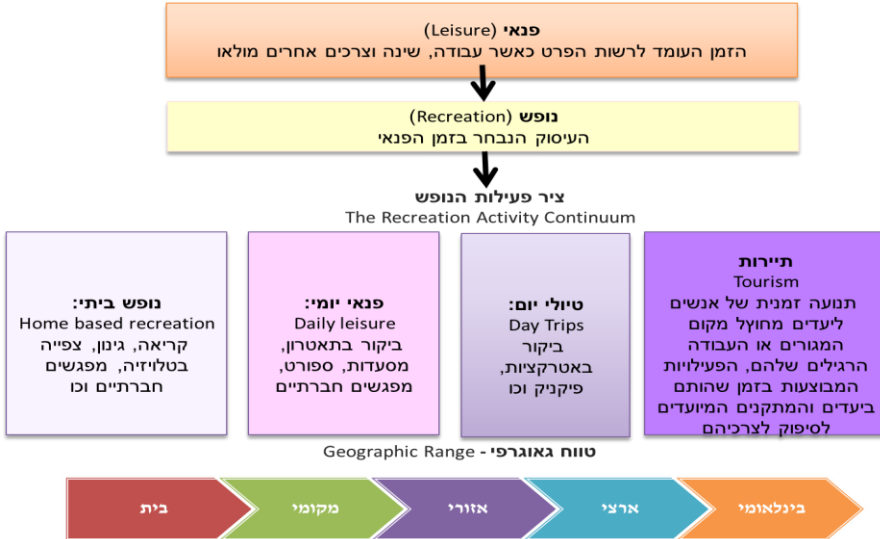 פנאי (Leisure)
הזמן העומד לרשות הפרט כאשר עבודה, שינה וצרכים אחרים מולאו
נופש (Recreation)
העיסוק הנבחר בזמן הפנאי
ציר פעילות הנופש
The Recreation Activity Continuum
נופש ביתי:
Home based recreation
קריאה, גינון, צפייה
בטלויזיה, מפגשים
חברתיים וכו
פנאי יומי:
Daily leisure
ביקור בתאטרון,
מסעדות, ספורט,
מפגשים חברתיים
טיולי יום:
Day Trips
ביקור
באטרקציות,
פיקניק וכו
תיירות
Tourism
תנועה זמנית של אנשים
ליעדים מחוץל מקום
המגורים או העבודה
הרגילים שלהם, הפעילויות
המבוצעות בזמן שהותם
ביעדים והמתקנים המיועדים
לסיפוק לצרכיהם
טווח גאוגרפי - Geographic Range
בית
מקומי
אזורי
ארצי
בינלאומי